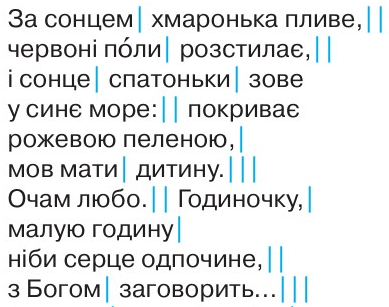 За сонцем| хмаронька пливе,||
червоні по́ли| розстилає,||
і сонце| спатоньки| зове
у синє море:|| покриває
рожевою пеленою,|
мов мати| дитину.|||
Очам любо.|| Годиночку,|
малую годину|
ніби серце одпочине,||
з Богом| заговорить...|||